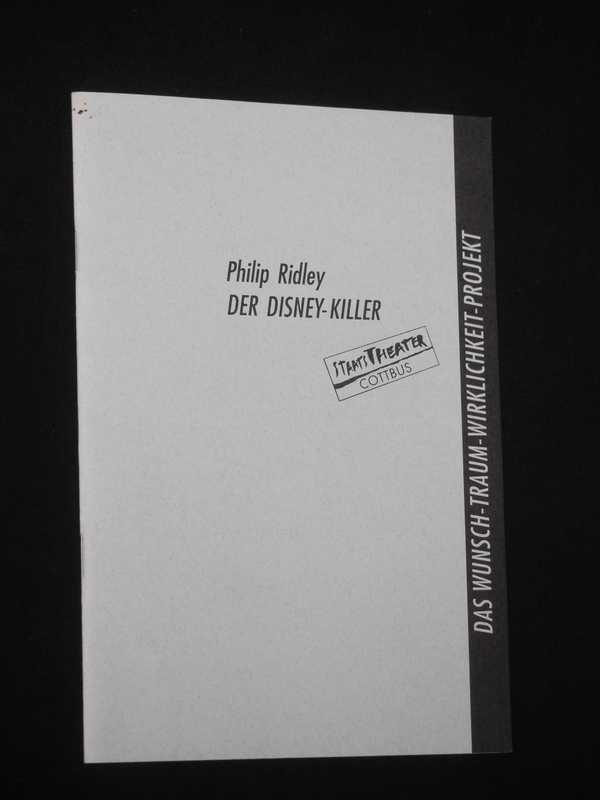 Philip Ridley
DER DISNEY-KILLER
STAATSTHEATER
COTTBUS
DAS WUNSCH-TRAUM-WIRKLICHKEIT-PROJEKT